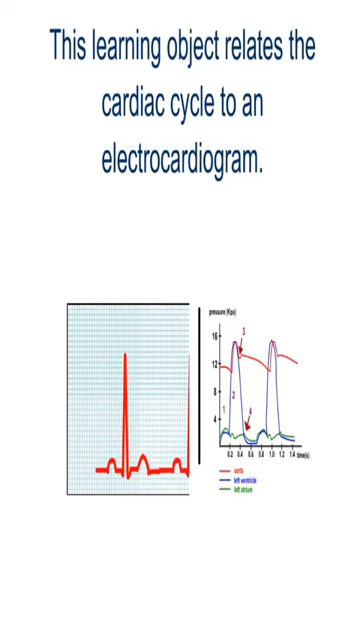 This learning object relates the
cardiac cycle to an
electrocardiogram.
pressure (Kpa)
16
12
8
4
1
2
3
4
0.2 0.4 0.6 0.8 1.0 1.2 1.4 time(s)
aorta
left ventricle
left atrium